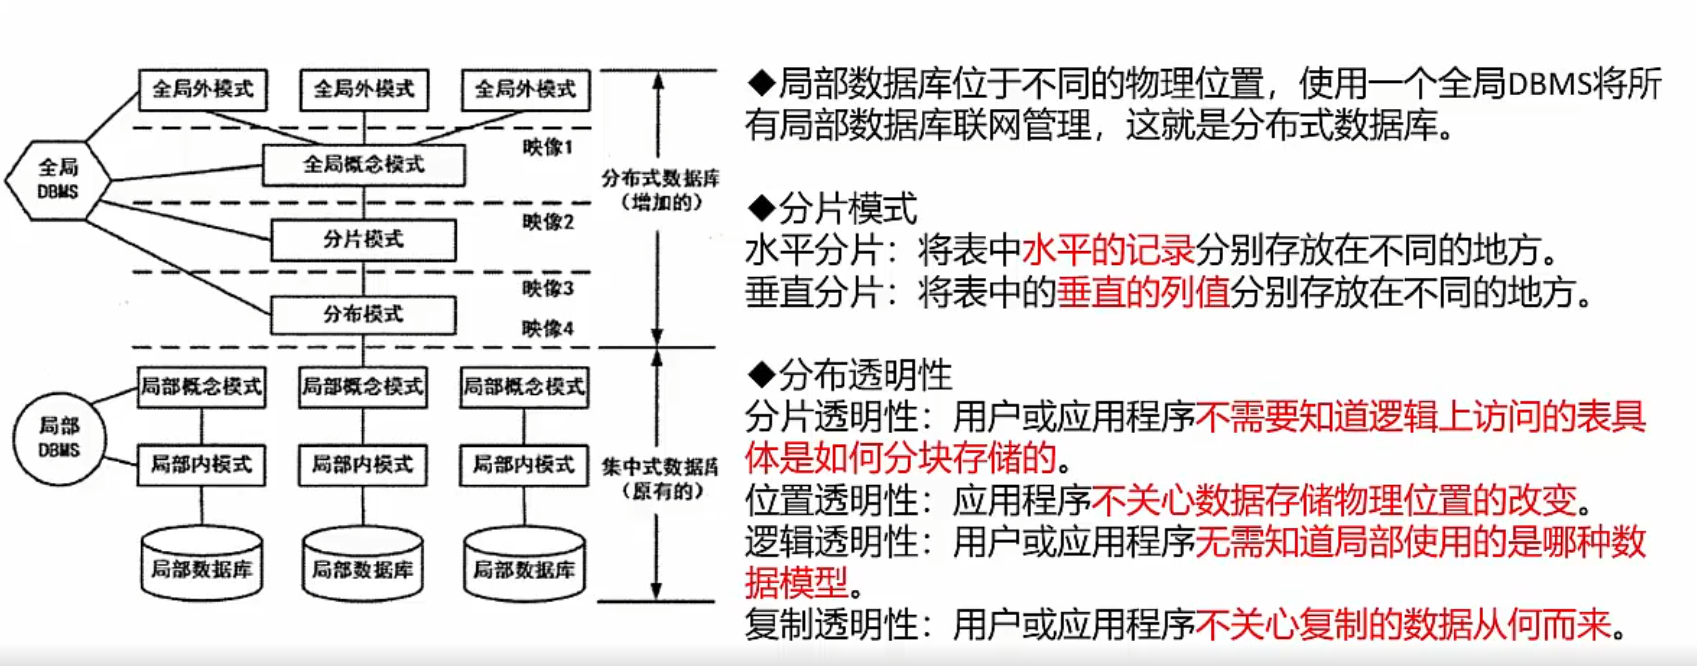 全局外模式 全局外模式 全局外模式
映像1
全局
DBMS
全局概念模式
分布式数据库
（增加的）
映像2
分片模式
映像3
分布模式
映像4
局部概念模式 局部概念模式 局部概念模式
局部
DBMS
局部内模式 局部内模式 局部内模式
集中式数据库
（原有的）
局部数据库 局部数据库 局部数据库
◆局部数据库位于不同的物理位置，使用一个全局DBMS将所
有局部数据库联网管理，这就是分布式数据库。
◆分片模式
水平分片：将表中水平的记录分别存放在不同的地方。
垂直分片：将表中的垂直的列值分别存放在不同的地方。
◆分布透明性
分片透明性：用户或应用程序不需要知道逻辑上访问的表具
体是如何分块存储的。
位置透明性：应用程序不关心数据存储物理位置的改变。
逻辑透明性：用户或应用程序无需知道局部使用的是哪种数
据模型。
复制透明性：用户或应用程序不关心复制的数据从何而来。